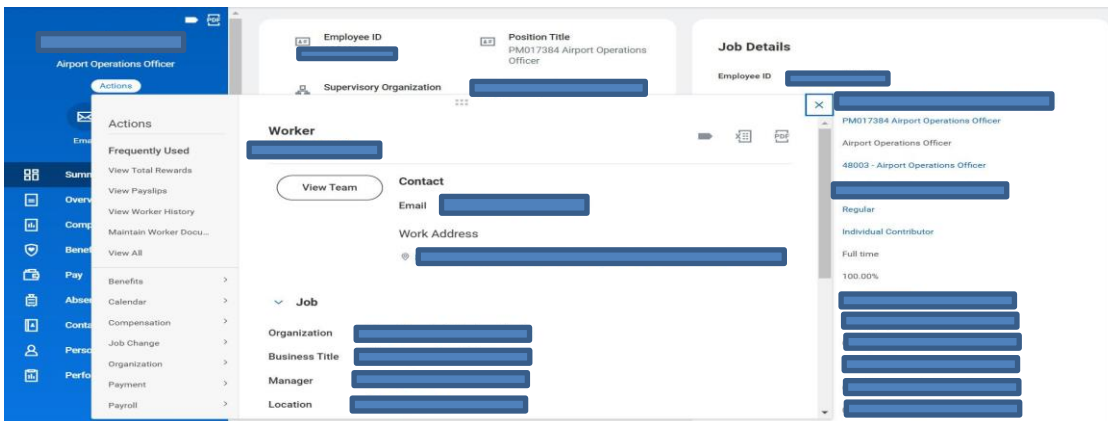 PDF
Airport Operations Officer
Actions
Ema
Summ
Overv
Comp
Benef
Pay
Absen
Conta
Perso
Perfo
Employee ID
Position Title
PM017384 Airport Operations
Officer
Supervisory Organization
Job Details
Employee ID
Actions
Frequently Used
View Total Rewards
View Payslips
View Worker History
Maintain Worker Docu...
View All
Benefits
Calendar
Compensation
Job Change
Organization
Payment
Payroll
Worker
PDF
View Team
Contact
Email
Work Address
Job
Organization
Business Title
Manager
Location
PM017384 Airport Operations Officer
Airport Operations Officer
48003 - Airport Operations Officer
Regular
Individual Contributor
Full time
100.00%